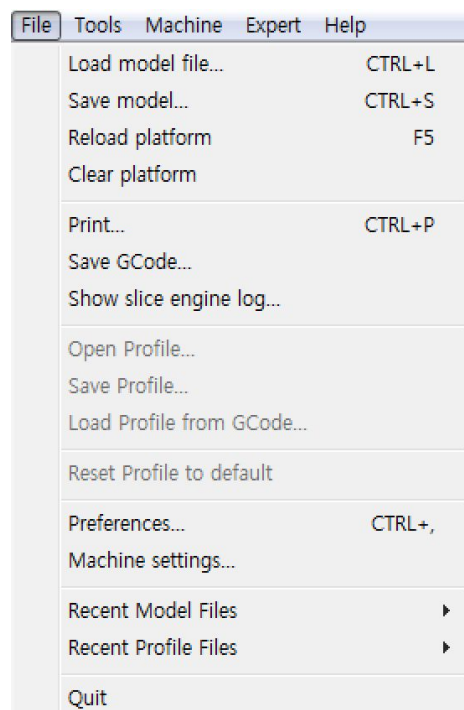 File Tools Machine Expert Help
Load model file... CTRL+L
Save model... CTRL+S
Reload platform F5
Clear platform
Print... CTRL+P
Save GCode...
Show slice engine log...
Open Profile...
Save Profile...
Load Profile from GCode...
Reset Profile to default
Preferences... CTRL+,
Machine settings...
Recent Model Files
Recent Profile Files
Quit